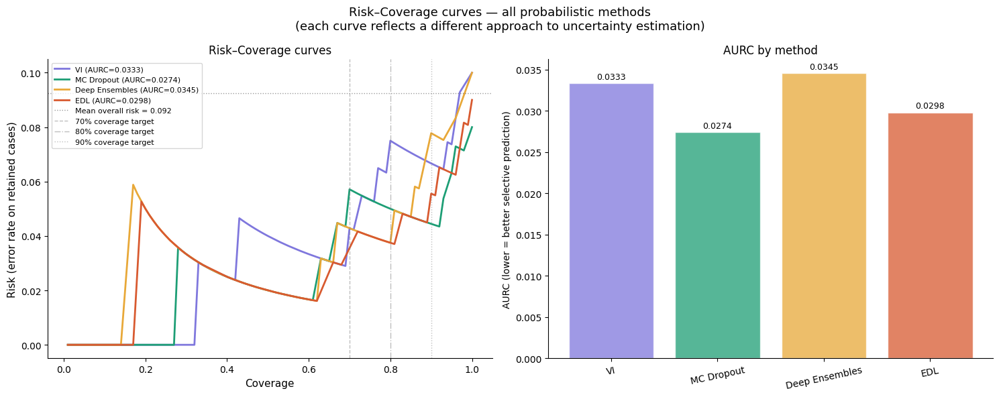 Risk–Coverage curves — all probabilistic methods
(each curve reflects a different approach to uncertainty estimation)
Risk–Coverage curves
VI (AURC=0.0333)
MC Dropout (AURC=0.0274)
Deep Ensembles (AURC=0.0345)
EDL (AURC=0.0298)
Mean overall risk = 0.092
70% coverage target
80% coverage target
90% coverage target
Risk (error rate on retained cases)
0.10
0.08
0.06
0.04
0.02
0.00
0.0 0.2 0.4 0.6 0.8 1.0
Coverage
AURC by method
AURC (lower = better selective prediction)
0.035
0.030
0.025
0.020
0.015
0.010
0.005
0.000
0.0333
0.0274
0.0345
0.0298
VI
MC Dropout
Deep Ensembles
EDL